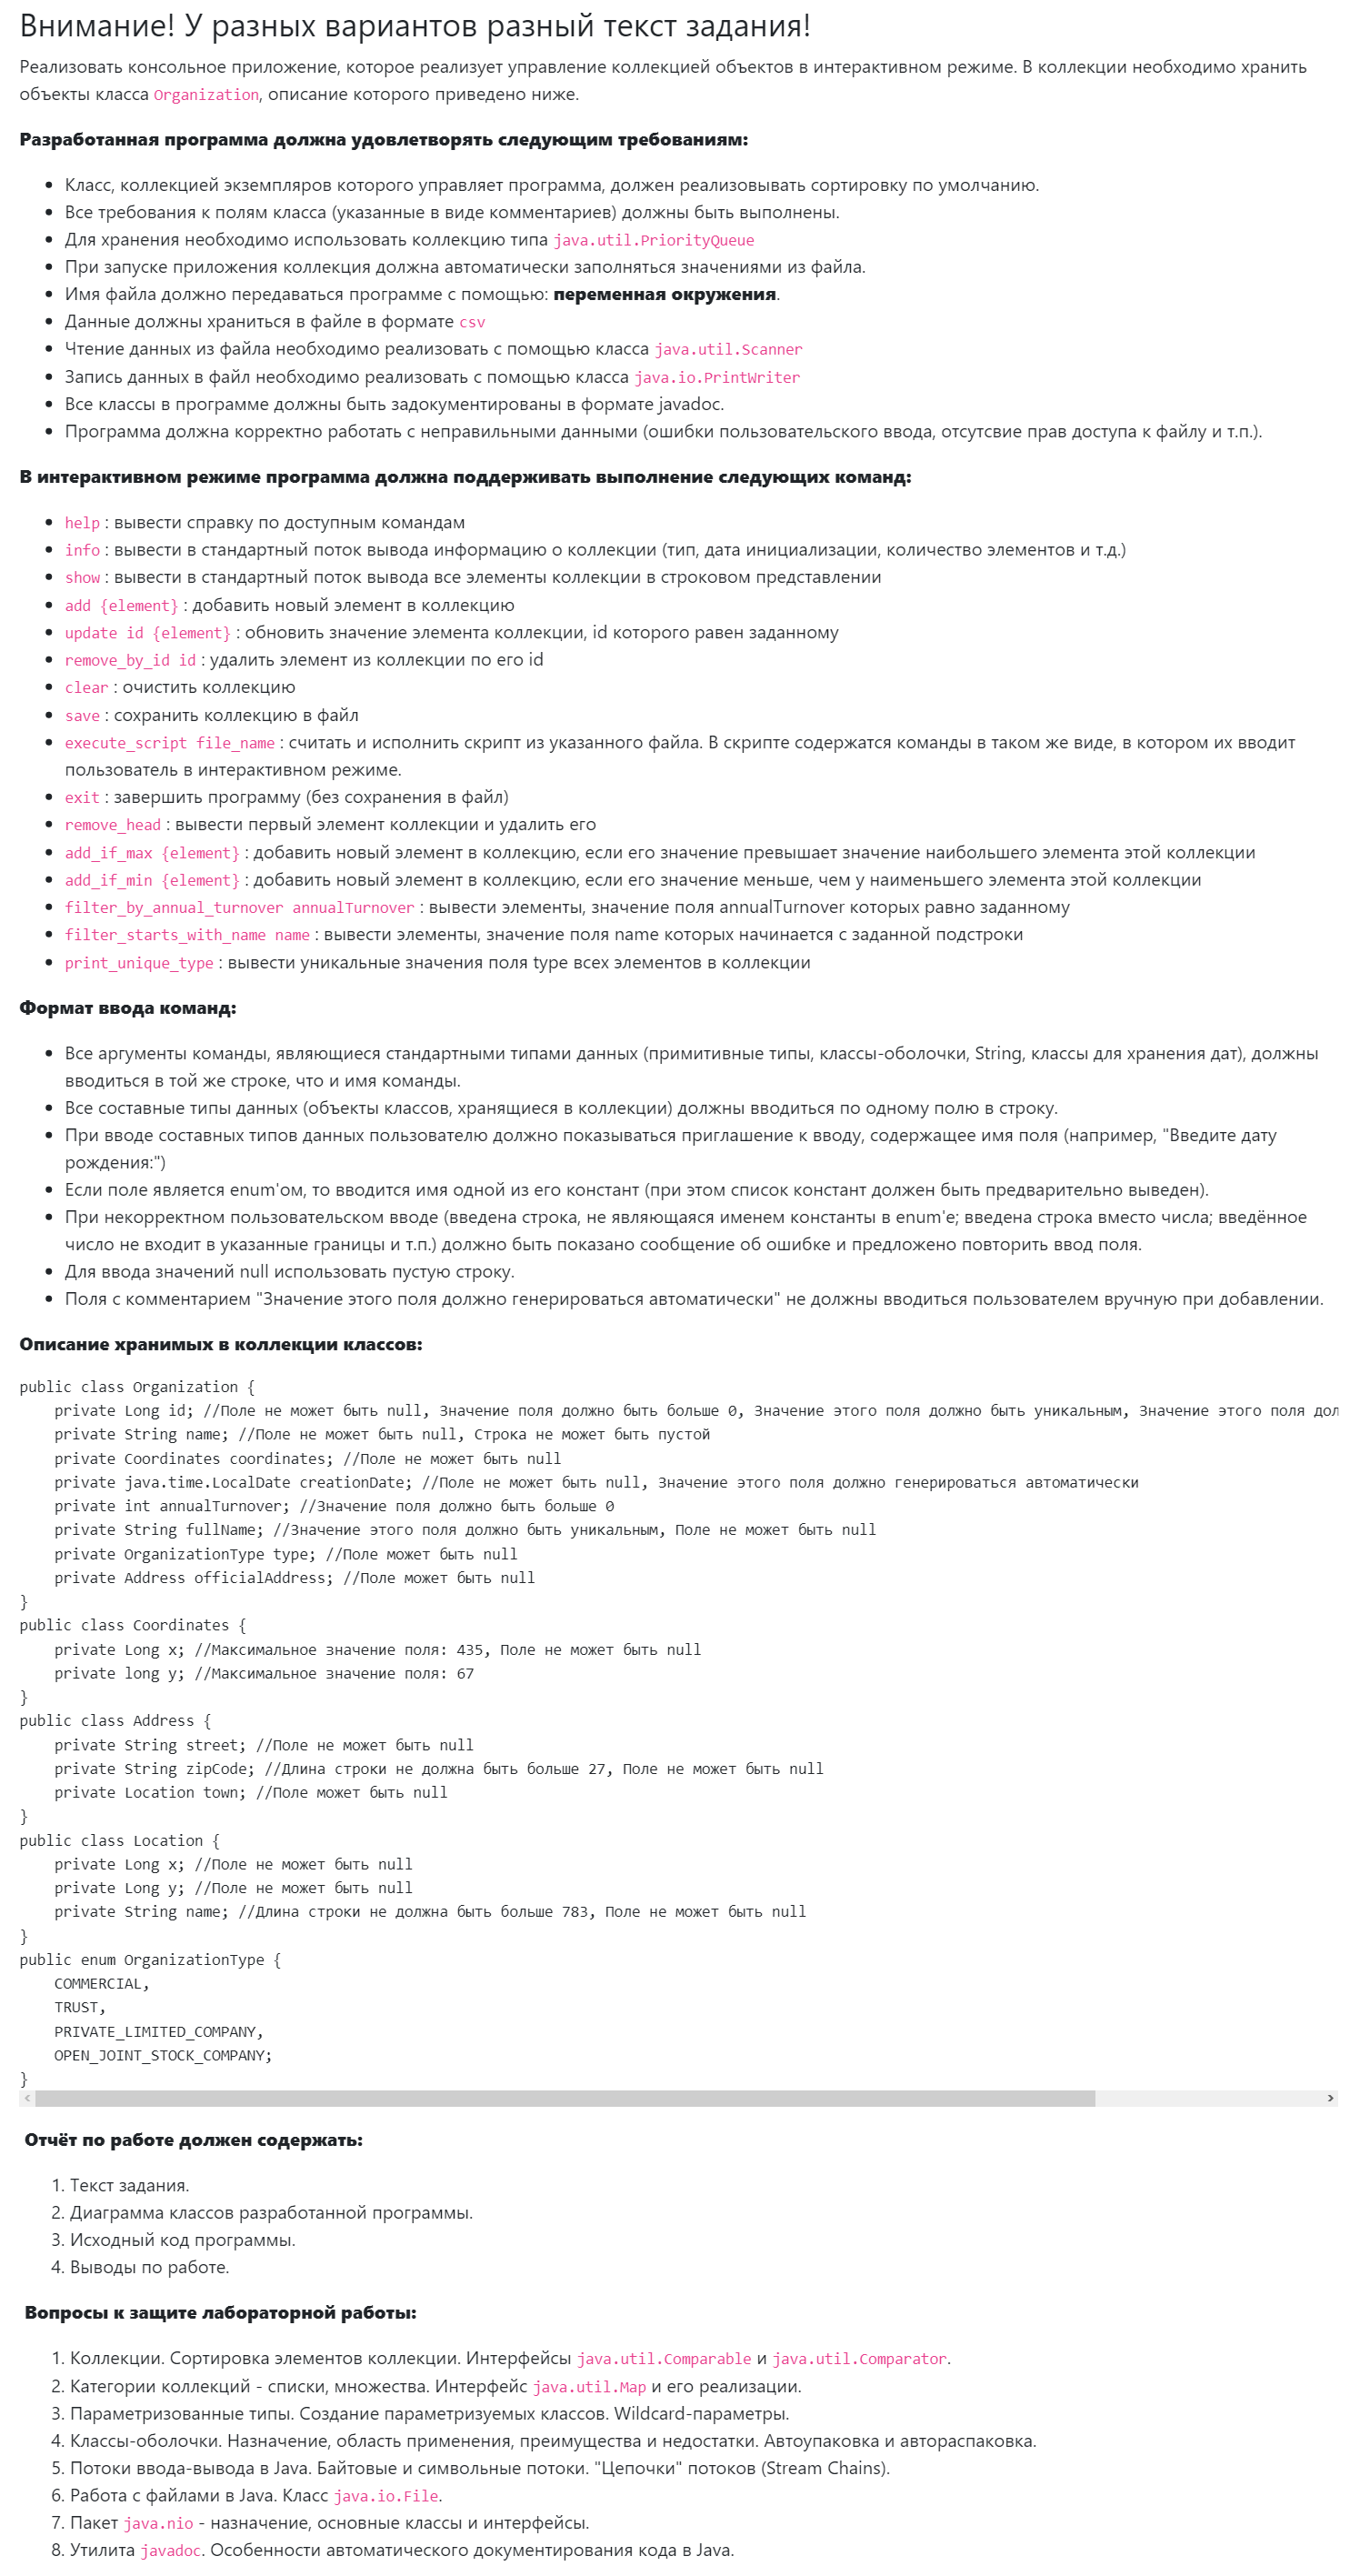 Внимание! У разных вариантов разный текст задания!
Реализовать консольное приложение, которое реализует управление коллекцией объектов в интерактивном режиме. В коллекции необходимо хранить
объекты класса Organization, описание которого приведено ниже.
Разработанная программа должна удовлетворять следующим требованиям:
• Класс, коллекцией экземпляров которого управляет программа, должен реализовывать сортировку по умолчанию.
• Все требования к полям класса (указанные в виде комментариев) должны быть выполнены.
• Для хранения необходимо использовать коллекцию типа java.util.PriorityQueue
• При запуске приложения коллекция должна автоматически заполняться значениями из файла.
• Имя файла должно передаваться программе с помощью: переменная окружения.
• Данные должны храниться в файле в формате csv
• Чтение данных из файла необходимо реализовать с помощью класса java.util.Scanner
• Запись данных в файл необходимо реализовать с помощью класса java.io.PrintWriter
• Все классы в программе должны быть задокументированы в формате javadoc.
• Программа должна корректно работать с неправильными данными (ошибки пользовательского ввода, отсутсвие прав доступа к файлу и т.п.).
В интерактивном режиме программа должна поддерживать выполнение следующих команд:
• help : вывести справку по доступным командам
• info : вывести в стандартный поток вывода информацию о коллекции (тип, дата инициализации, количество элементов и т.д.)
• show : вывести в стандартный поток вывода все элементы коллекции в строковом представлении
• add {element} : добавить новый элемент в коллекцию
• update id {element} : обновить значение элемента коллекции, id которого равен заданному
• remove_by_id id : удалить элемент из коллекции по его id
• clear : очистить коллекцию
• save : сохранить коллекцию в файл
• execute_script file_name : считать и исполнить скрипт из указанного файла. В скрипте содержатся команды в таком же виде, в котором их вводит
пользователь в интерактивном режиме.
• exit : завершить программу (без сохранения в файл)
• remove_head : вывести первый элемент коллекции и удалить его
• add_if_max {element} : добавить новый элемент в коллекцию, если его значение превышает значение наибольшего элемента этой коллекции
• add_if_min {element} : добавить новый элемент в коллекцию, если его значение меньше, чем у наименьшего элемента этой коллекции
• filter_by_annual_turnover annualTurnover : вывести элементы, значение поля annualTurnover которых равно заданному
• filter_starts_with_name name : вывести элементы, значение поля name которых начинается с заданной подстроки
• print_unique_type : вывести уникальные значения поля type всех элементов в коллекции
Формат ввода команд:
• Все аргументы команды, являющиеся стандартными типами данных (примитивные типы, классы-оболочки, String, классы для хранения дат), должны
вводиться в той же строке, что и имя команды.
• Все составные типы данных (объекты классов, хранящиеся в коллекции) должны вводиться по одному полю в строку.
• При вводе составных типов данных пользователю должно показываться приглашение к вводу, содержащее имя поля (например, "Введите дату
рождения:")
• Если поле является enum'ом, то вводится имя одной из его констант (при этом список констант должен быть предварительно выведен).
• При некорректном пользовательском вводе (введена строка, не являющаяся именем константы в enum'е; введена строка вместо числа; введённое
число не входит в указанные границы и т.п.) должно быть показано сообщение об ошибке и предложено повторить ввод поля.
• Для ввода значений null использовать пустую строку.
• Поля с комментарием "Значение этого поля должно генерироваться автоматически" не должны вводиться пользователем вручную при добавлении.
Описание хранимых в коллекции классов:
public class Organization {
    private Long id; //Поле не может быть null, Значение поля должно быть больше 0, Значение этого поля должно быть уникальным, Значение этого поля дол
    private String name; //Поле не может быть null, Строка не может быть пустой
    private Coordinates coordinates; //Поле не может быть null
    private java.time.LocalDate creationDate; //Поле не может быть null, Значение этого поля должно генерироваться автоматически
    private int annualTurnover; //Значение поля должно быть больше 0
    private String fullName; //Значение этого поля должно быть уникальным, Поле не может быть null
    private OrganizationType type; //Поле может быть null
    private Address officialAddress; //Поле может быть null
}
public class Coordinates {
    private Long x; //Максимальное значение поля: 435, Поле не может быть null
    private long y; //Максимальное значение поля: 67
}
public class Address {
    private String street; //Поле не может быть null
    private String zipCode; //Длина строки не должна быть больше 27, Поле не может быть null
    private Location town; //Поле может быть null
}
public class Location {
    private Long x; //Поле не может быть null
    private Long y; //Поле не может быть null
    private String name; //Длина строки не должна быть больше 783, Поле не может быть null
}
public enum OrganizationType {
    COMMERCIAL,
    TRUST,
    PRIVATE_LIMITED_COMPANY,
    OPEN_JOINT_STOCK_COMPANY;
}
Отчёт по работе должен содержать:
1. Текст задания.
2. Диаграмма классов разработанной программы.
3. Исходный код программы.
4. Выводы по работе.
Вопросы к защите лабораторной работы:
1. Коллекции. Сортировка элементов коллекции. Интерфейсы java.util.Comparable и java.util.Comparator.
2. Категории коллекций - списки, множества. Интерфейс java.util.Map и его реализации.
3. Параметризованные типы. Создание параметризуемых классов. Wildcard-параметры.
4. Классы-оболочки. Назначение, область применения, преимущества и недостатки. Автоупаковка и автораспаковка.
5. Потоки ввода-вывода в Java. Байтовые и символьные потоки. "Цепочки" потоков (Stream Chains).
6. Работа с файлами в Java. Класс java.io.File.
7. Пакет java.nio - назначение, основные классы и интерфейсы.
8. Утилита javadoc. Особенности автоматического документирования кода в Java.